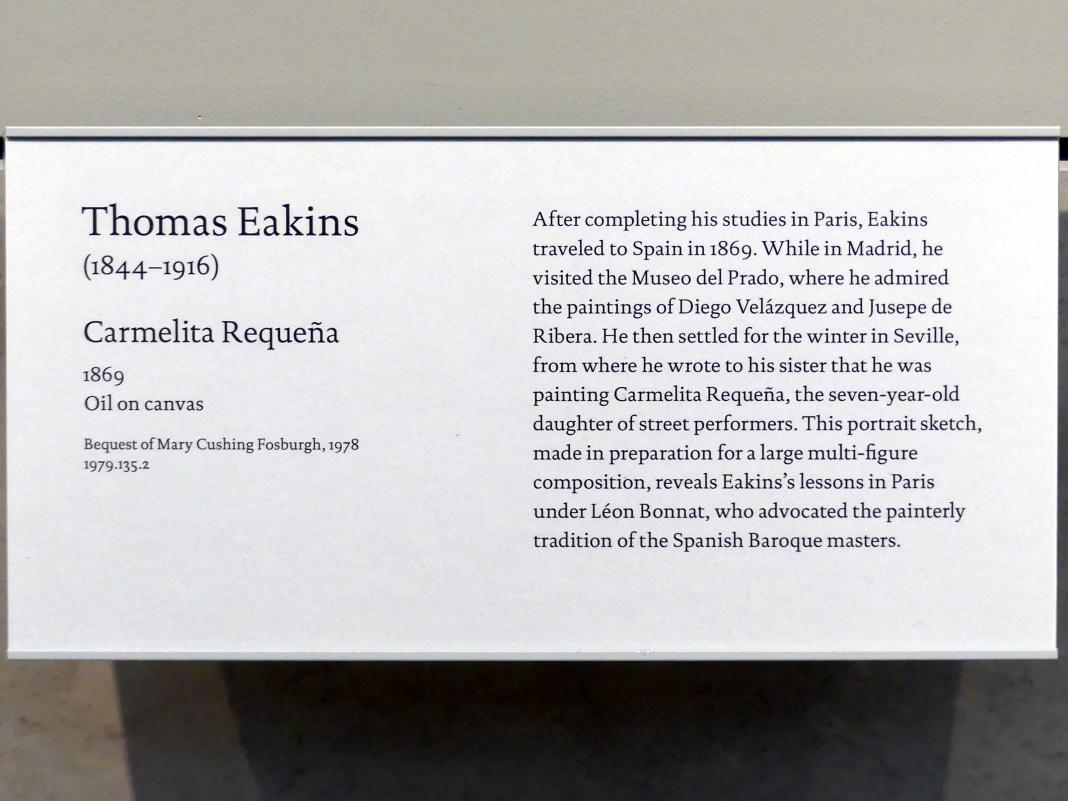 Thomas Eakins
(1844–1916)
Carmelita Requeña
1869
Oil on canvas
Bequest of Mary Cushing Fosburgh, 1978
1979.135.2
After completing his studies in Paris, Eakins
traveled to Spain in 1869. While in Madrid, he
visited the Museo del Prado, where he admired
the paintings of Diego Velázquez and Jusepe de
Ribera. He then settled for the winter in Seville,
from where he wrote to his sister that he was
painting Carmelita Requeña, the seven-year-old
daughter of street performers. This portrait sketch,
made in preparation for a large multi-figure
composition, reveals Eakins’s lessons in Paris
under Léon Bonnat, who advocated the painterly
tradition of the Spanish Baroque masters.